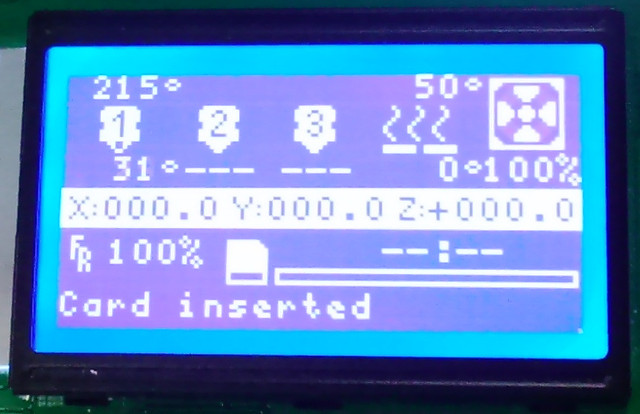 215° 50°
1 2 3
31° --- --- 0° 100%
X:000.0 Y:000.0 Z:+000.0
FR 100% --:--
Card inserted